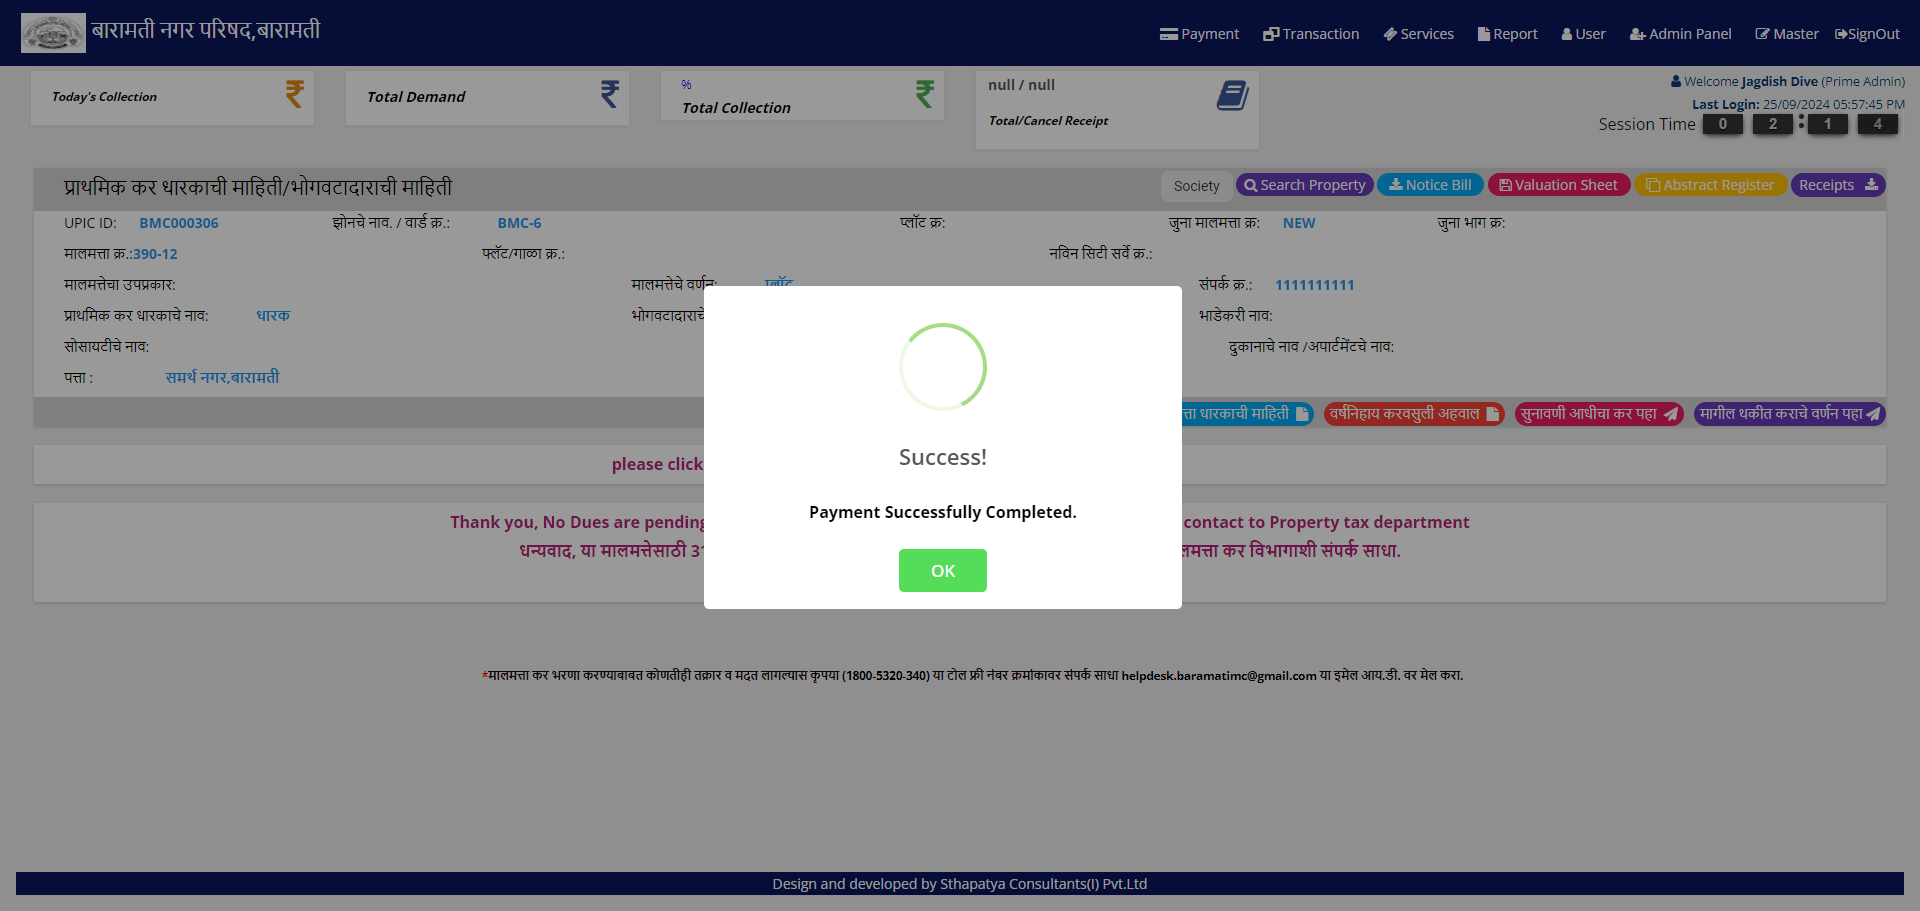 बारामती नगर परिषद,बारामती
Payment Transaction Services Report User Admin Panel Master SignOut
Today's Collection
Total Demand
%
Total Collection
null / null
Total/Cancel Receipt
Welcome Jagdish Dive (Prime Admin)
Last Login: 25/09/2024 05:57:45 PM
Session Time 0 2 : 1 4
प्राथमिक कर धारकाची माहिती/भोगवटादाराची माहिती
Society Search Property Notice Bill Valuation Sheet Abstract Register Receipts
UPIC ID: BMC000306 झोनचे नाव. / वार्ड क्र.: BMC-6 प्लॉट क्र: जुना मालमत्ता क्र: NEW जुना भाग क्र:
मालमत्ता क्र.:390-12 फ्लॅट/गाळा क्र.: नविन सिटी सर्वे क्र.:
मालमत्तेचा उपप्रकार: मालमत्तेचे वर्णन: प्लॉट संपर्क क्र.: 1111111111
प्राथमिक कर धारकाचे नाव: धारक भोगवटादाराचे भाडेकरी नाव:
सोसायटीचे नाव: दुकानाचे नाव /अपार्टमेंटचे नाव:
पत्ता : समर्थ नगर,बारामती
त्ता धारकाची माहिती वर्षनिहाय करवसुली अहवाल सुनावणी आधीचा कर पहा मागील थकीत कराचे वर्णन पहा
please click
Thank you, No Dues are pending contact to Property tax department
धन्यवाद, या मालमत्तेसाठी 31 लमत्ता कर विभागाशी संपर्क साधा.
Success!
Payment Successfully Completed.
OK
*मालमत्ता कर भरणा करण्याबाबत कोणतीही तक्रार व मदत लागल्यास कृपया (1800-5320-340) या टोल फ्री नंबर क्रमांकावर संपर्क साधा helpdesk.baramatimc@gmail.com या इमेल आय.डी. वर मेल करा.
Design and developed by Sthapatya Consultants(I) Pvt.Ltd